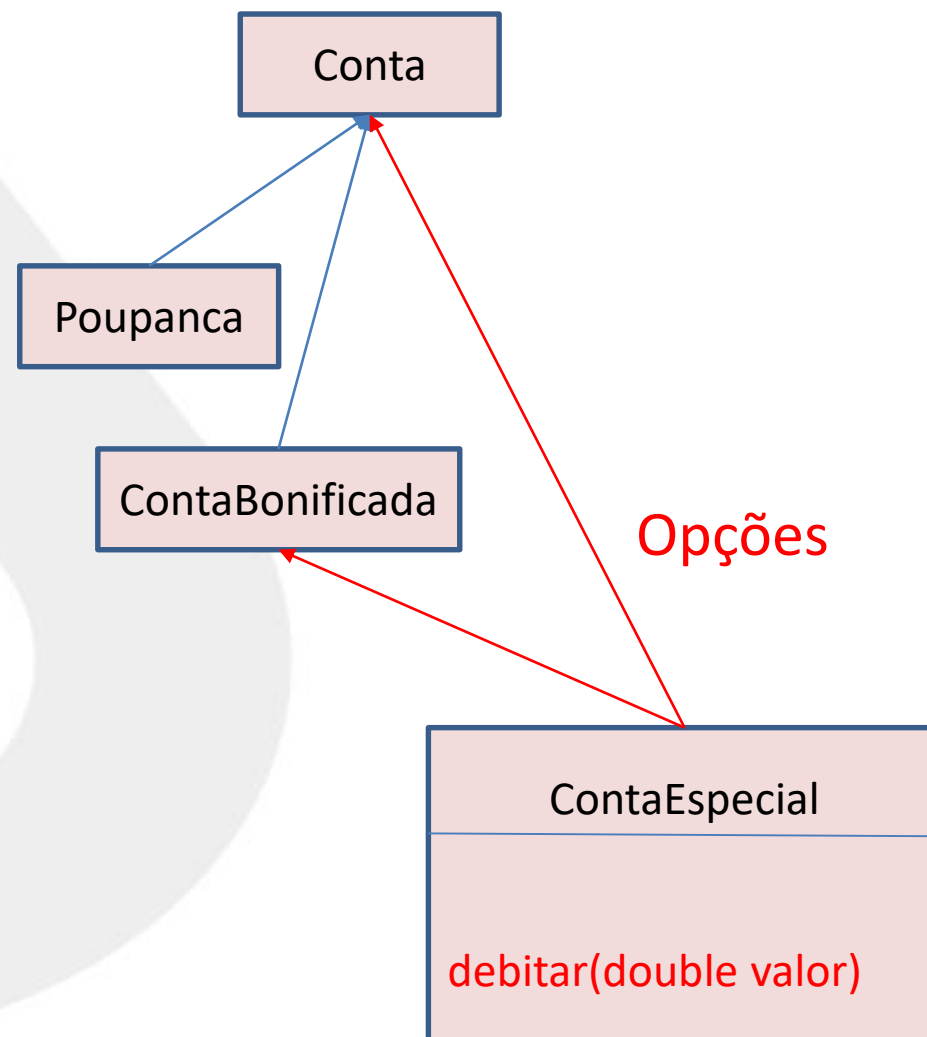 Conta
Poupanca
ContaBonificada
Opções
ContaEspecial
debitar(double valor)